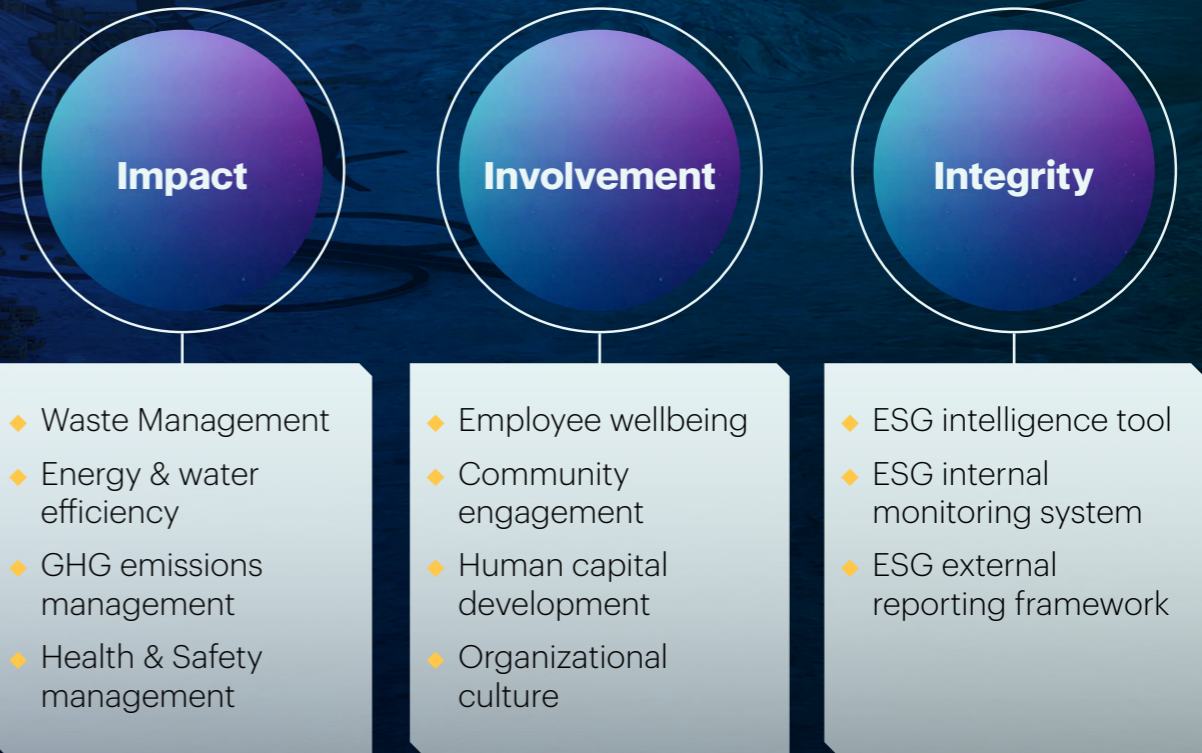 Impact
Waste Management
Energy & water
efficiency
GHG emissions
management
Health & Safety
management
Involvement
Employee wellbeing
Community
engagement
Human capital
development
Organizational
culture
Integrity
ESG intelligence tool
ESG internal
monitoring system
ESG external
reporting framework